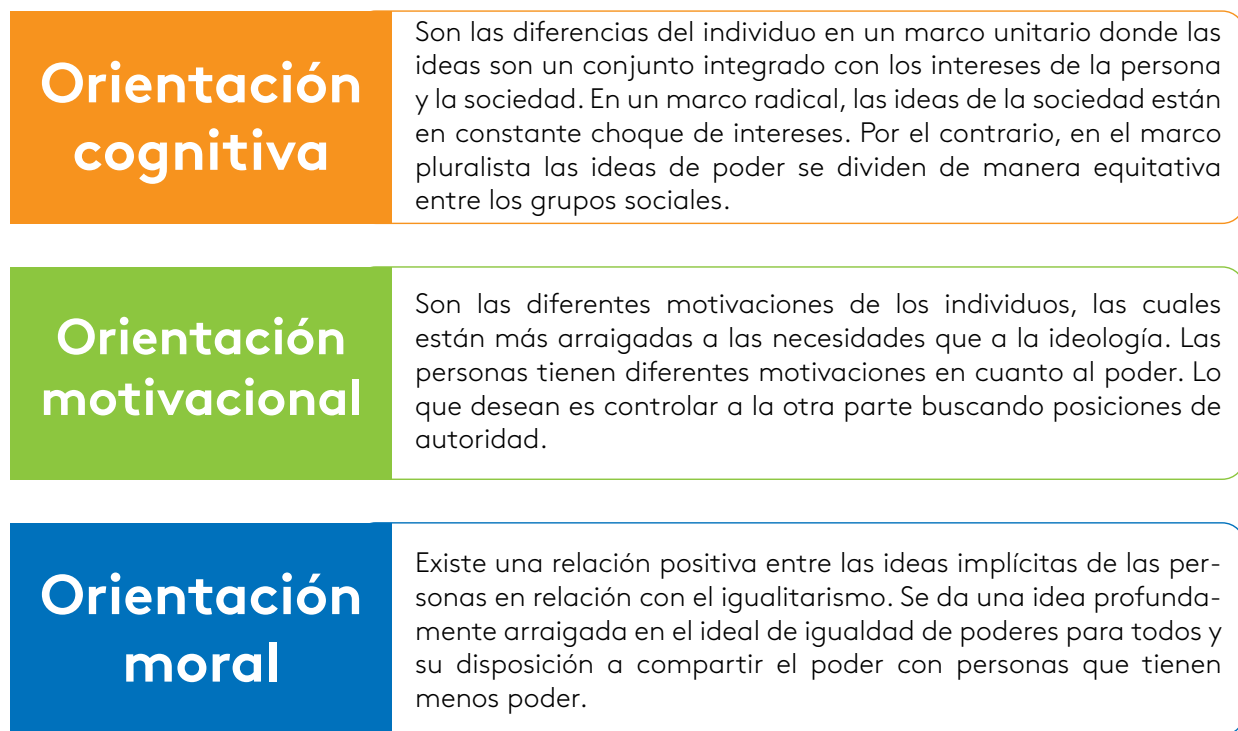 Orientación
cognitiva
Son las diferencias del individuo en un marco unitario donde las
ideas son un conjunto integrado con los intereses de la persona
y la sociedad. En un marco radical, las ideas de la sociedad están
en constante choque de intereses. Por el contrario, en el marco
pluralista las ideas de poder se dividen de manera equitativa
entre los grupos sociales.
Orientación
motivacional
Son las diferentes motivaciones de los individuos, las cuales
están más arraigadas a las necesidades que a la ideología. Las
personas tienen diferentes motivaciones en cuanto al poder. Lo
que desean es controlar a la otra parte buscando posiciones de
autoridad.
Orientación
moral
Existe una relación positiva entre las ideas implícitas de las per-
sonas en relación con el igualitarismo. Se da una idea profunda-
mente arraigada en el ideal de igualdad de poderes para todos y
su disposición a compartir el poder con personas que tienen
menos poder.